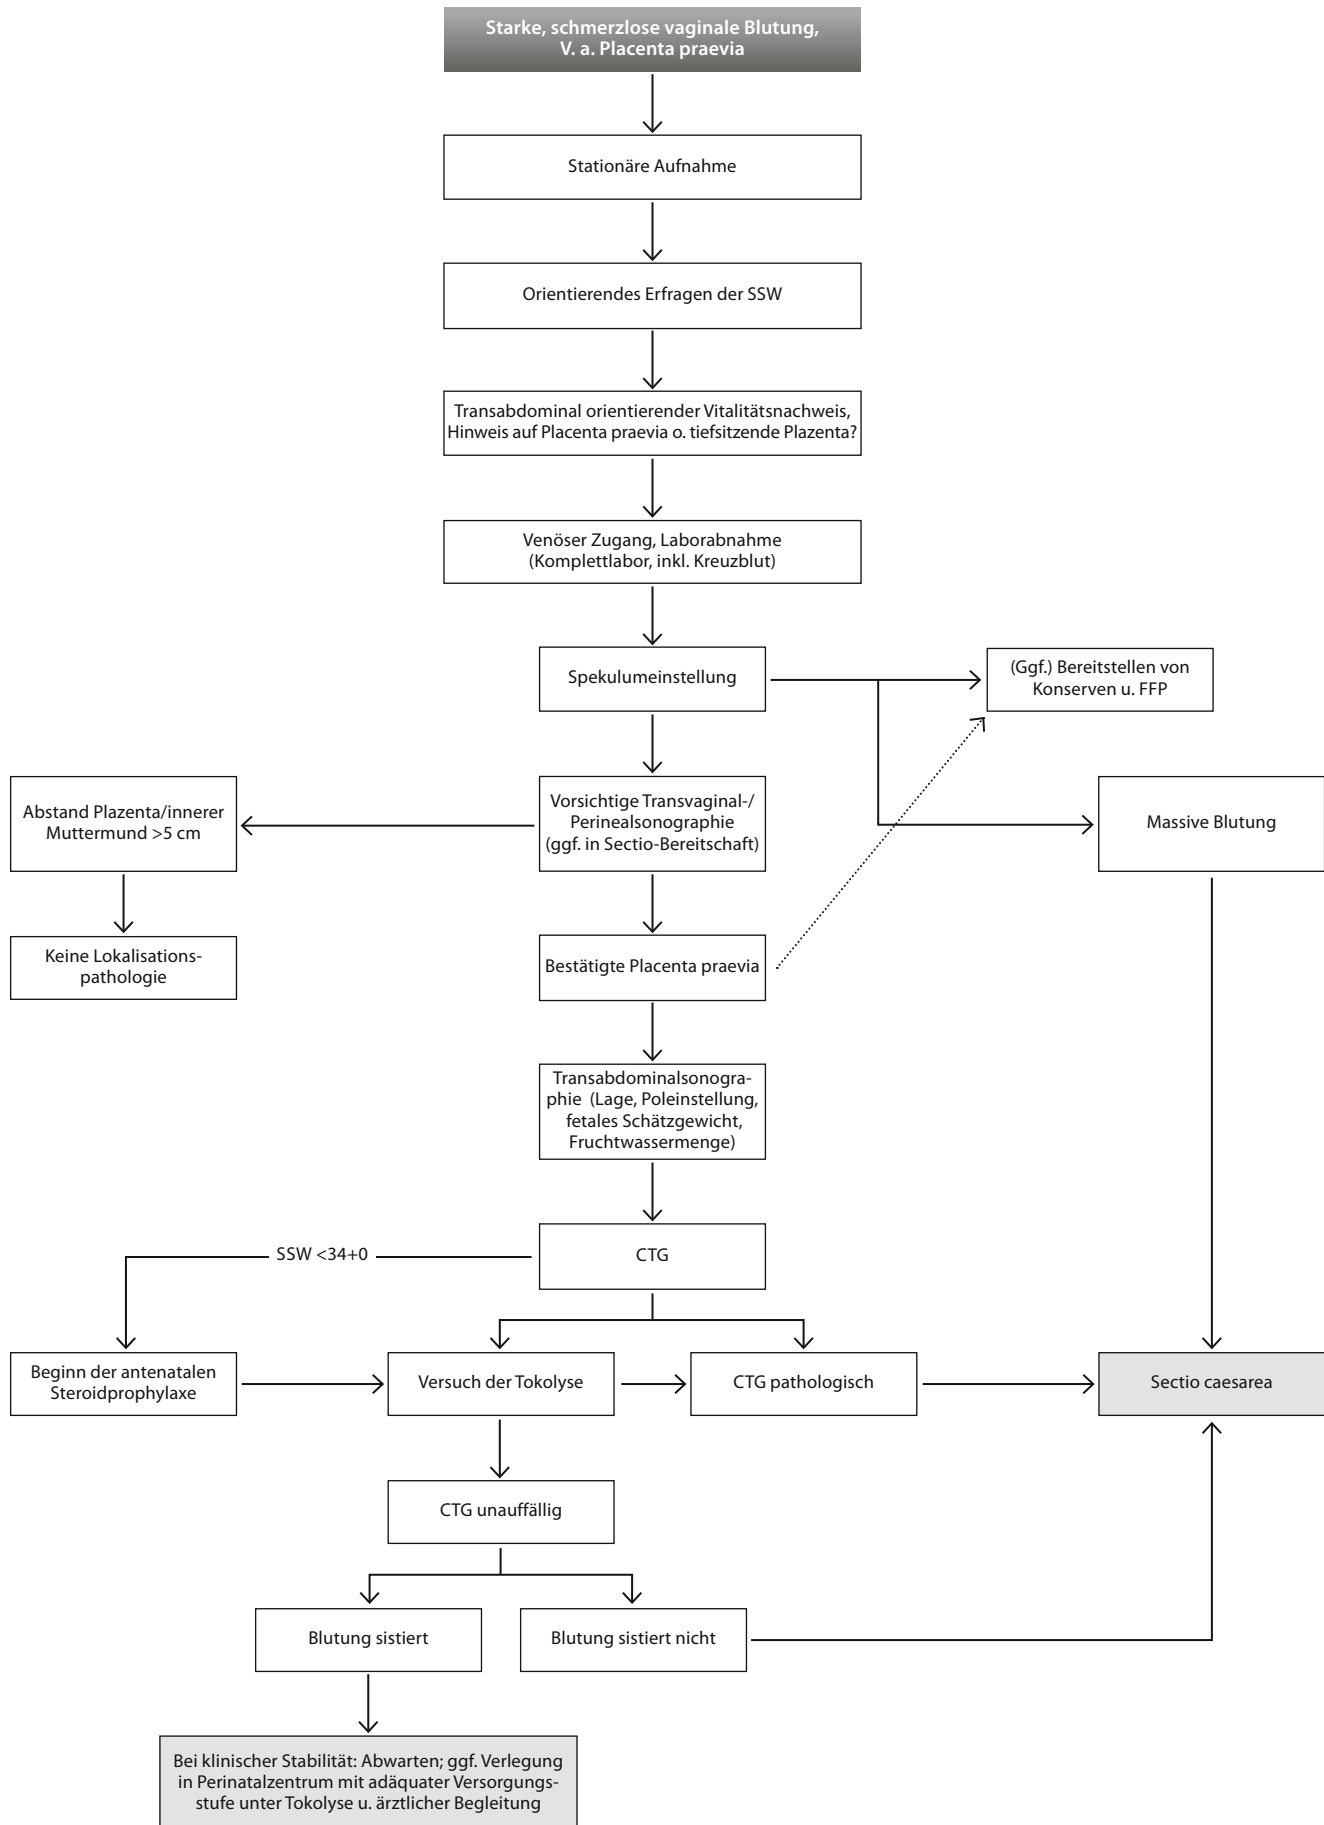 Starke, schmerzlose vaginale Blutung,
V. a. Placenta praevia
Stationäre Aufnahme
Orientierendes Erfragen der SSW
Transabdominal orientierender Vitalitätsnachweis,
Hinweis auf Placenta praevia o. tiefsitzende Plazenta?
Venöser Zugang, Laborabnahme
(Komplettlabor, inkl. Kreuzblut)
Spekulumeinstellung
(Ggf.) Bereitstellen von
Konserven u. FFP
Abstand Plazenta/innerer
Muttermund >5 cm
Vorsichtige Transvaginal-/
Perinealsonographie
(ggf. in Sectio-Bereitschaft)
Massive Blutung
Keine Lokalisations-
pathologie
Bestätigte Placenta praevia
Transabdominalsonogra-
phie (Lage, Poleinstellung,
fetales Schätzgewicht,
Fruchtwassermenge)
SSW <34+0
CTG
Beginn der antenatalen
Steroidprophylaxe
Versuch der Tokolyse
CTG pathologisch
Sectio caesarea
CTG unauffällig
Blutung sistiert
Blutung sistiert nicht
Bei klinischer Stabilität: Abwarten; ggf. Verlegung
in Perinatalzentrum mit adäquater Versorgungs-
stufe unter Tokolyse u. ärztlicher Begleitung